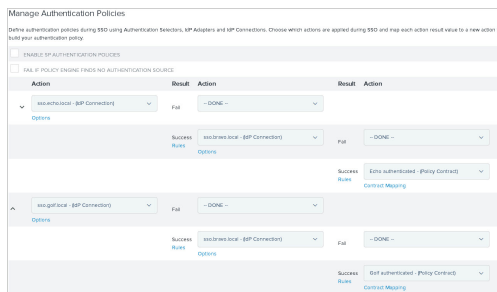 Manage Authentication Policies
Define authentication policies during SSO using Authentication Selectors, IdP Adapters and IdP Connections. Choose which actions are applied during SSO and map each action result value to a new action
build your authentication policy.
ENABLE SP AUTHENTICATION POLICIES
FAIL IF POLICY ENGINE FINDS NO AUTHENTICATION SOURCE
Action Result Action Result Action
sso.echo.local - (IdP Connection) Fail -- DONE --
Options
Success sso.bravo.local - (IdP Connection) Fail -- DONE --
Rules Options
Success Echo authenticated - (Policy Contract)
Rules Contract Mapping
sso.golf.local - (IdP Connection) Fail -- DONE --
Options
Success sso.bravo.local - (IdP Connection) Fail -- DONE --
Rules Options
Success Golf authenticated - (Policy Contract)
Rules Contract Mapping